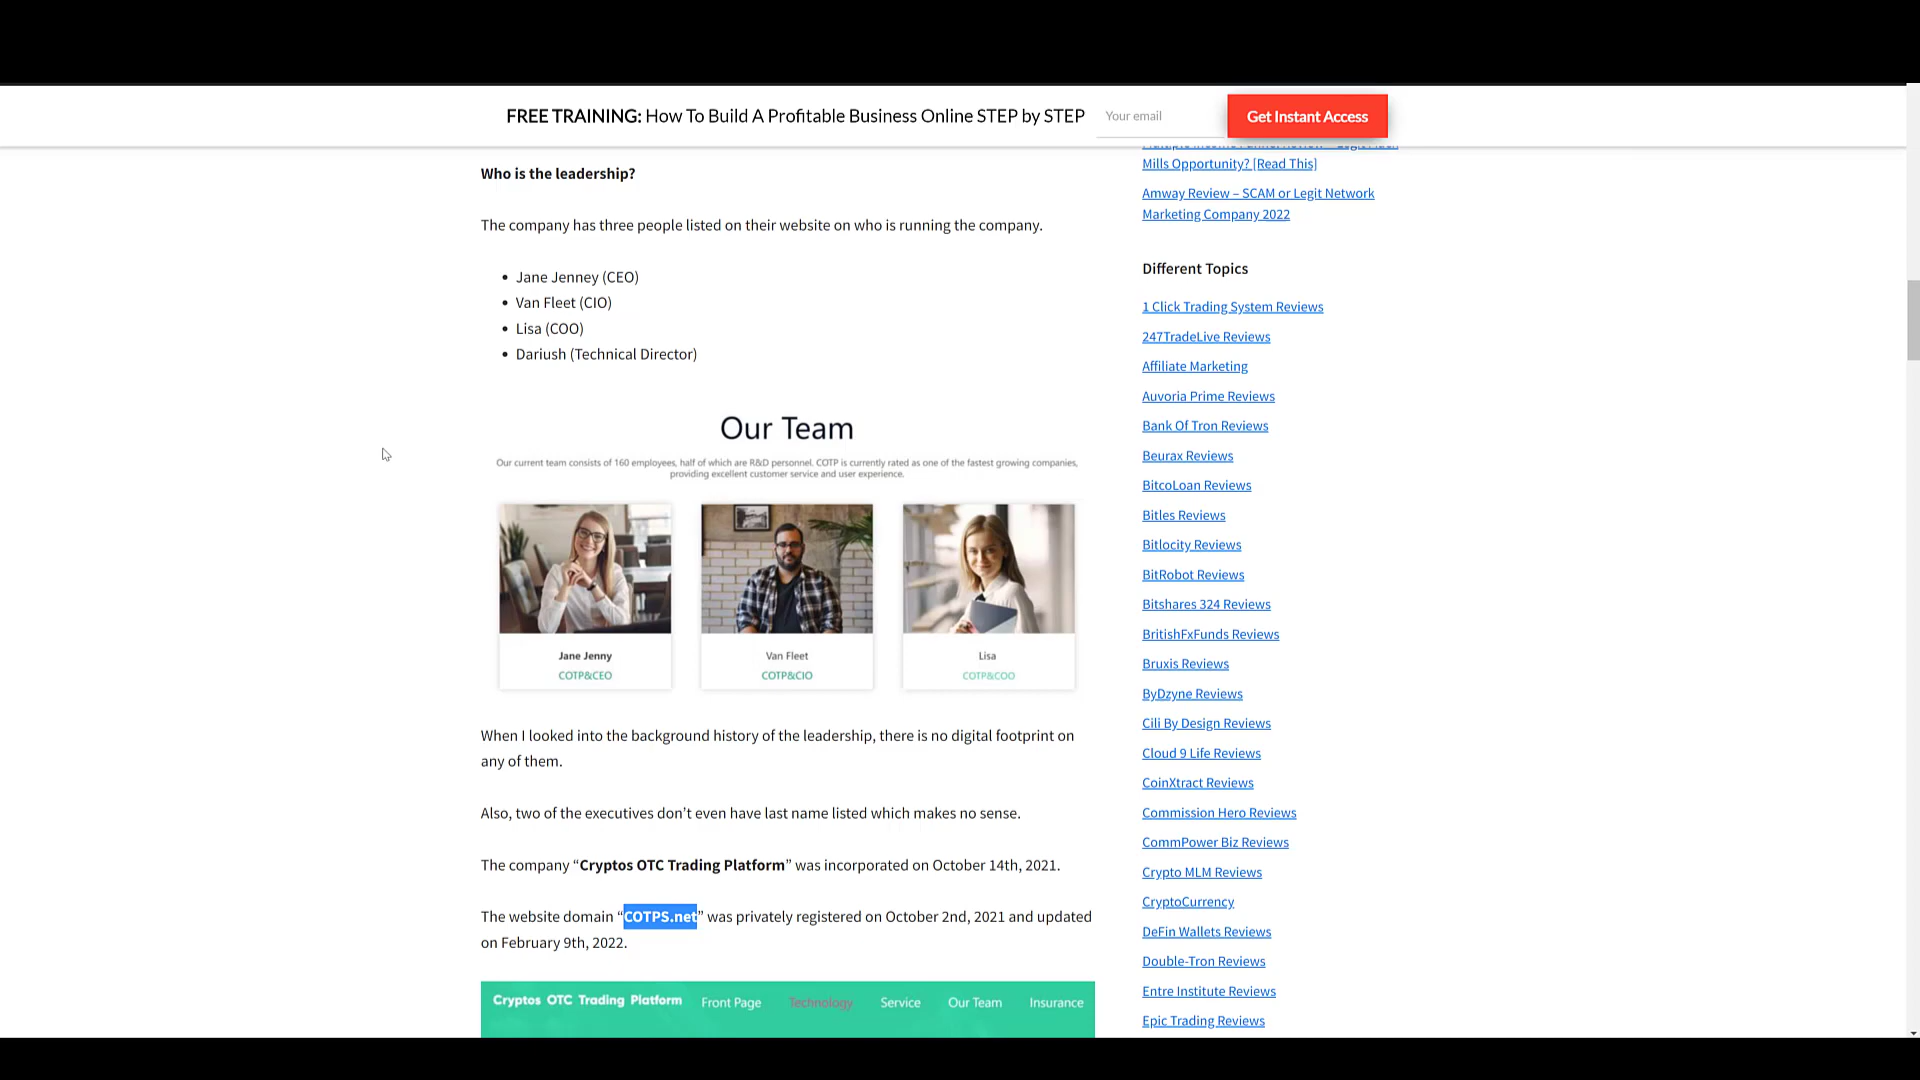 FREE TRAINING: How To Build A Profitable Business Online STEP by STEP
Your email
Get Instant Access
Who is the leadership?
The company has three people listed on their website on who is running the company.
• Jane Jenney (CEO)
• Van Fleet (CIO)
• Lisa (COO)
• Dariush (Technical Director)
Our Team
Our current team consists of 160 employees, half of which are R&D personnel. COTP is currently rated as one of the fastest growing companies,
providing excellent customer service and user experience.
Jane Jenny
COTP&CEO
Van Fleet
COTP&CIO
Lisa
COTP&COO
When I looked into the background history of the leadership, there is no digital footprint on
any of them.
Also, two of the executives don’t even have last name listed which makes no sense.
The company “Cryptos OTC Trading Platform” was incorporated on October 14th, 2021.
The website domain “COTPS.net” was privately registered on October 2nd, 2021 and updated
on February 9th, 2022.
Cryptos OTC Trading Platform
Front Page
Technology
Service
Our Team
Insurance
Mills Opportunity? [Read This]
Amway Review – SCAM or Legit Network
Marketing Company 2022
Different Topics
1 Click Trading System Reviews
247TradeLive Reviews
Affiliate Marketing
Auvoria Prime Reviews
Bank Of Tron Reviews
Beurax Reviews
BitcoLoan Reviews
Bitles Reviews
Bitlocity Reviews
BitRobot Reviews
Bitshares 324 Reviews
BritishFxFunds Reviews
Bruxis Reviews
ByDzyne Reviews
Cili By Design Reviews
Cloud 9 Life Reviews
CoinXtract Reviews
Commission Hero Reviews
CommPower Biz Reviews
Crypto MLM Reviews
CryptoCurrency
DeFin Wallets Reviews
Double-Tron Reviews
Entre Institute Reviews
Epic Trading Reviews